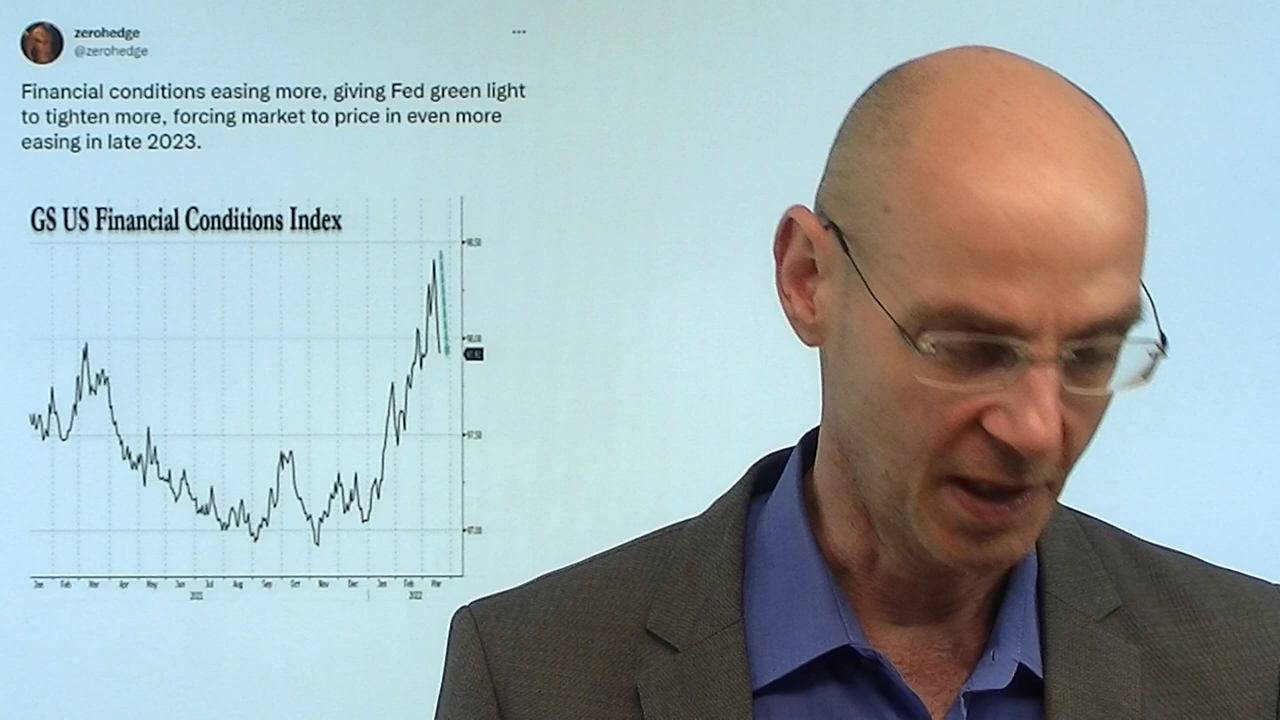 zerohedge
@zerohedge
Financial conditions easing more, giving Fed green light
to tighten more, forcing market to price in even more
easing in late 2023.
GS US Financial Conditions Index
98.50
98.00
97.50
97.00
Jan Feb Mar Apr May Jun Jul Aug Sep Oct Nov Dec Jan Feb Mar
2021 2022